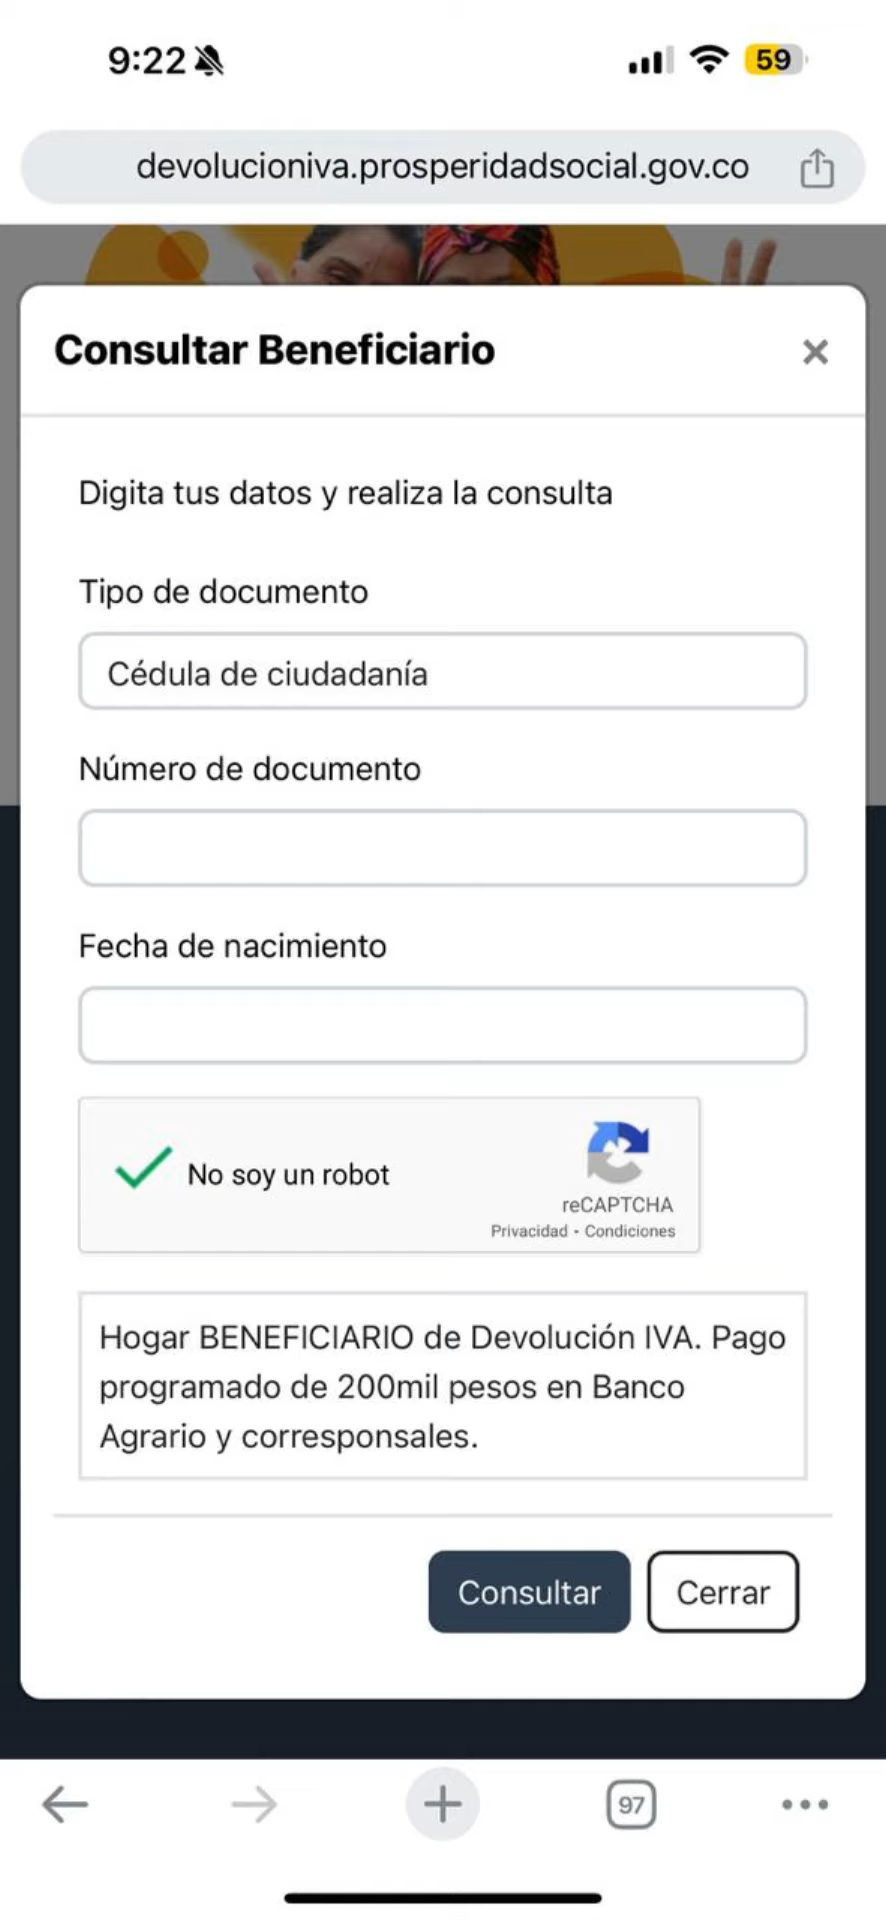 9:22
59
devolucioniva.prosperidadsocial.gov.co
Consultar Beneficiario
Digita tus datos y realiza la consulta
Tipo de documento
Cédula de ciudadanía
Número de documento
Fecha de nacimiento
No soy un robot
reCAPTCHA
Privacidad - Condiciones
Hogar BENEFICIARIO de Devolución IVA. Pago
programado de 200mil pesos en Banco
Agrario y corresponsales.
Consultar
Cerrar
97